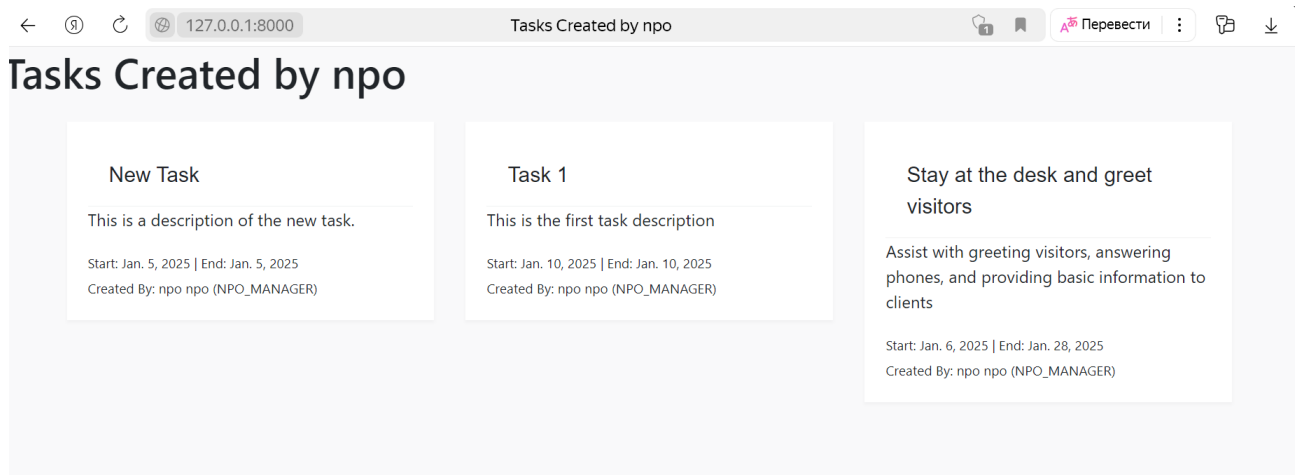 Я 127.0.0.1:8000 Tasks Created by npo 1 Aあ Перевести
Tasks Created by npo
New Task
This is a description of the new task.
Start: Jan. 5, 2025 | End: Jan. 5, 2025
Created By: npo npo (NPO_MANAGER)
Task 1
This is the first task description
Start: Jan. 10, 2025 | End: Jan. 10, 2025
Created By: npo npo (NPO_MANAGER)
Stay at the desk and greet
visitors
Assist with greeting visitors, answering
phones, and providing basic information to
clients
Start: Jan. 6, 2025 | End: Jan. 28, 2025
Created By: npo npo (NPO_MANAGER)